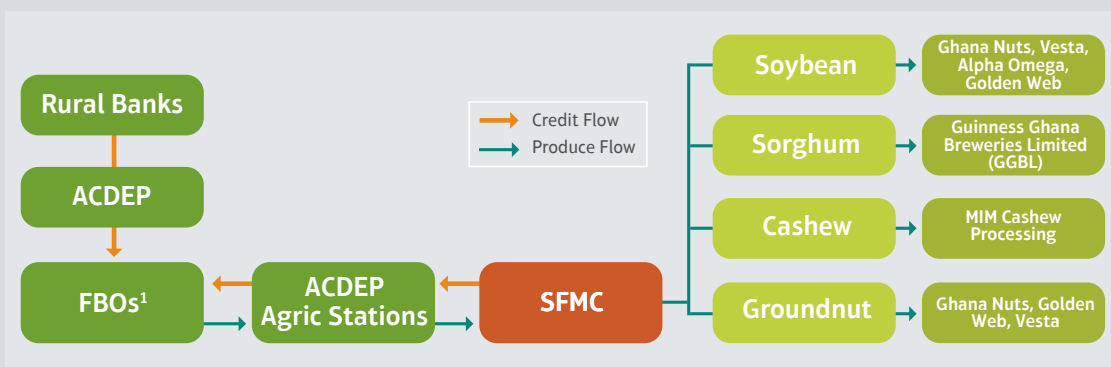 Rural Banks
ACDEP
FBOs¹
ACDEP
Agric Stations
SFMC
Credit Flow
Produce Flow
Soybean
Ghana Nuts, Vesta,
Alpha Omega,
Golden Web
Sorghum
Guinness Ghana
Breweries Limited
(GGBL)
Cashew
MIM Cashew
Processing
Groundnut
Ghana Nuts, Golden
Web, Vesta